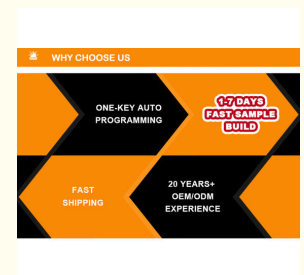 WHY CHOOSE US
ONE-KEY AUTO
PROGRAMMING
1-7 DAYS
FAST SAMPLE
BUILD
FAST
SHIPPING
20 YEARS+
OEM/ODM
EXPERIENCE